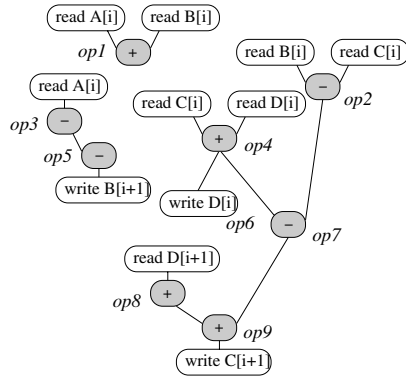 read A[i] read B[i]
op1 +
read B[i] read C[i]
− op2
read A[i]
op3 −
read C[i] read D[i]
+ op4
op5 −
write B[i+1]
write D[i]
op6 − op7
read D[i+1]
op8 +
+ op9
write C[i+1]